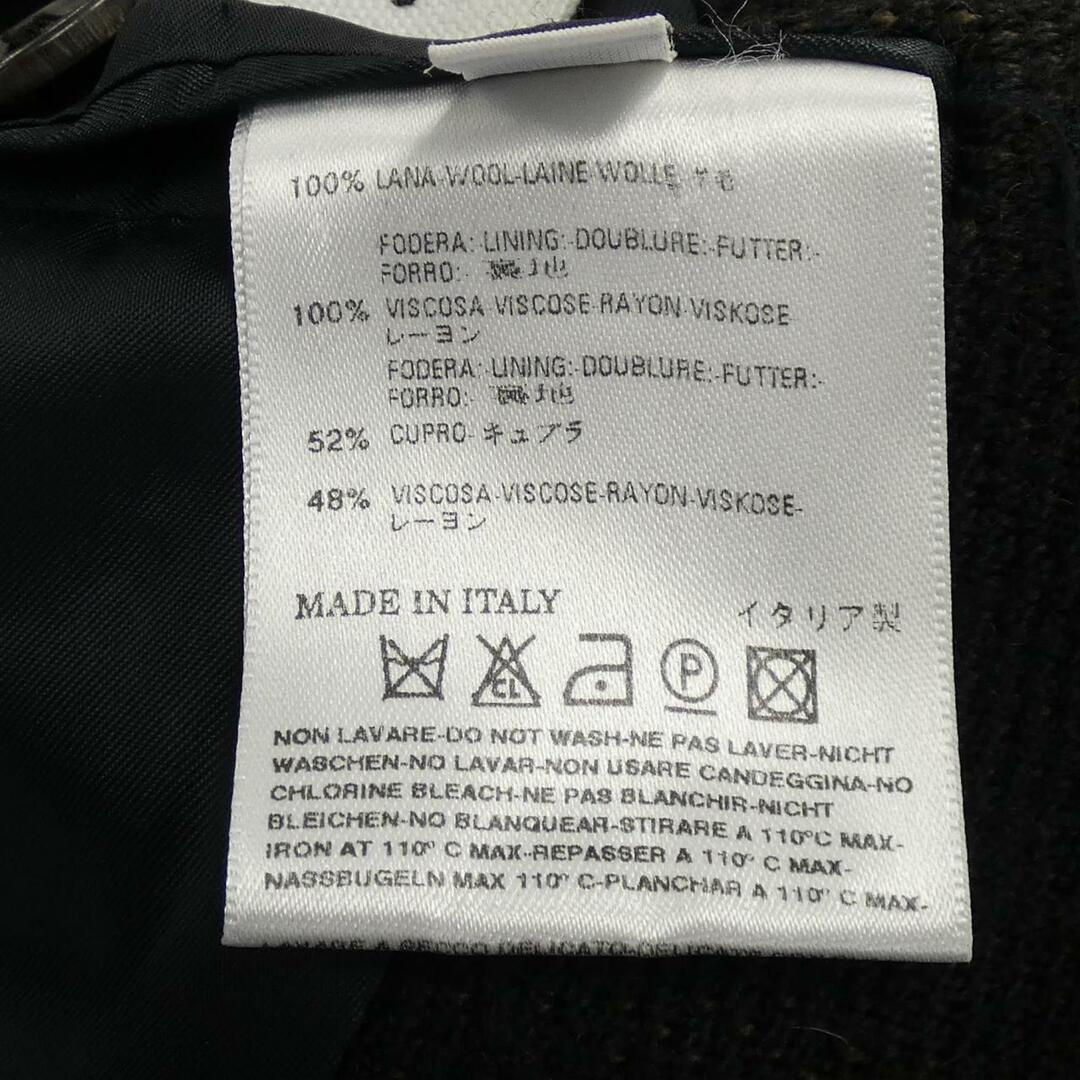 100% LANA-WOOL-LAINE-WOLLE 羊毛
FODERA:-LINING:-DOUBLURE:-FUTTER:-
FORRO:- 裏地
100% VISCOSA-VISCOSE-RAYON-VISKOSE
レーヨン
FODERA:-LINING:-DOUBLURE:-FUTTER:-
FORRO:- 裏地
52% CUPRO-キュプラ
48% VISCOSA-VISCOSE-RAYON-VISKOSE-
レーヨン
MADE IN ITALY イタリア製
CL P
NON LAVARE-DO NOT WASH-NE PAS LAVER-NICHT
WASCHEN-NO LAVAR-NON USARE CANDEGGINA-NO
CHLORINE BLEACH-NE PAS BLANCHIR-NICHT
BLEICHEN-NO BLANQUEAR-STIRARE A 110°C MAX-
IRON AT 110° C MAX-REPASSER A 110° C MAX-
NASSBUGELN MAX 110° C-PLANCHAR A 110° C MAX-
LAVAGE A SECCO DELICATO-